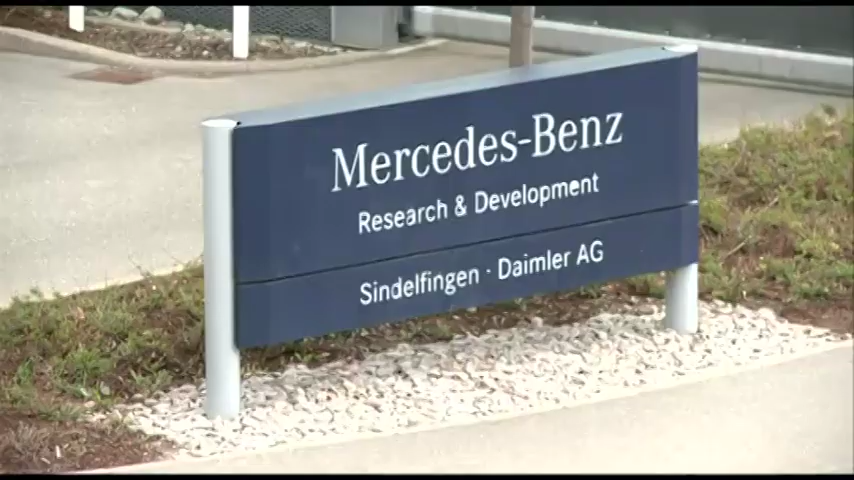 Mercedes-Benz
Research & Development
Sindelfingen · Daimler AG